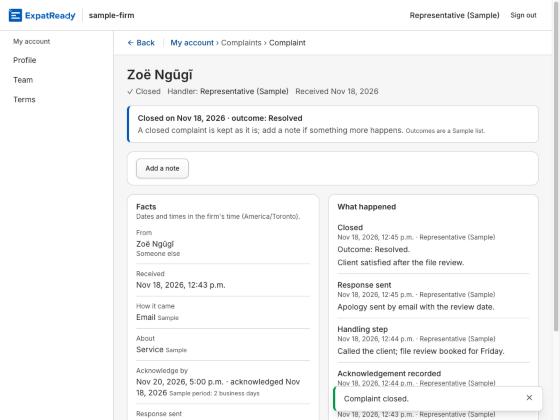 ExpatReady
sample-firm
Representative (Sample)
Sign out
My account
Profile
Team
Terms
← Back
My account › Complaints › Complaint
Zoë Ngũgĩ
✓ Closed Handler: Representative (Sample) Received Nov 18, 2026
Closed on Nov 18, 2026 · outcome: Resolved
A closed complaint is kept as it is; add a note if something more happens. Outcomes are a Sample list.
Add a note
Facts
Dates and times in the firm's time (America/Toronto).
From
Zoë Ngũgĩ
Someone else
Received
Nov 18, 2026, 12:43 p.m.
How it came
Email Sample
About
Service Sample
Acknowledge by
Nov 20, 2026, 5:00 p.m. · acknowledged Nov
18, 2026 Sample period: 2 business days
Response sent
What happened
Closed
Nov 18, 2026, 12:45 p.m. · Representative (Sample)
Outcome: Resolved.
Client satisfied after the file review.
Response sent
Nov 18, 2026, 12:45 p.m. · Representative (Sample)
Apology sent by email with the review date.
Handling step
Nov 18, 2026, 12:44 p.m. · Representative (Sample)
Called the client; file review booked for Friday.
Acknowledgement recorded
Nov 18, 2026, 12:44 p.m. · Representative (Sample)
Complaint closed.
Nov 18, 2026, 12:43 p.m. · Representative (Sample)